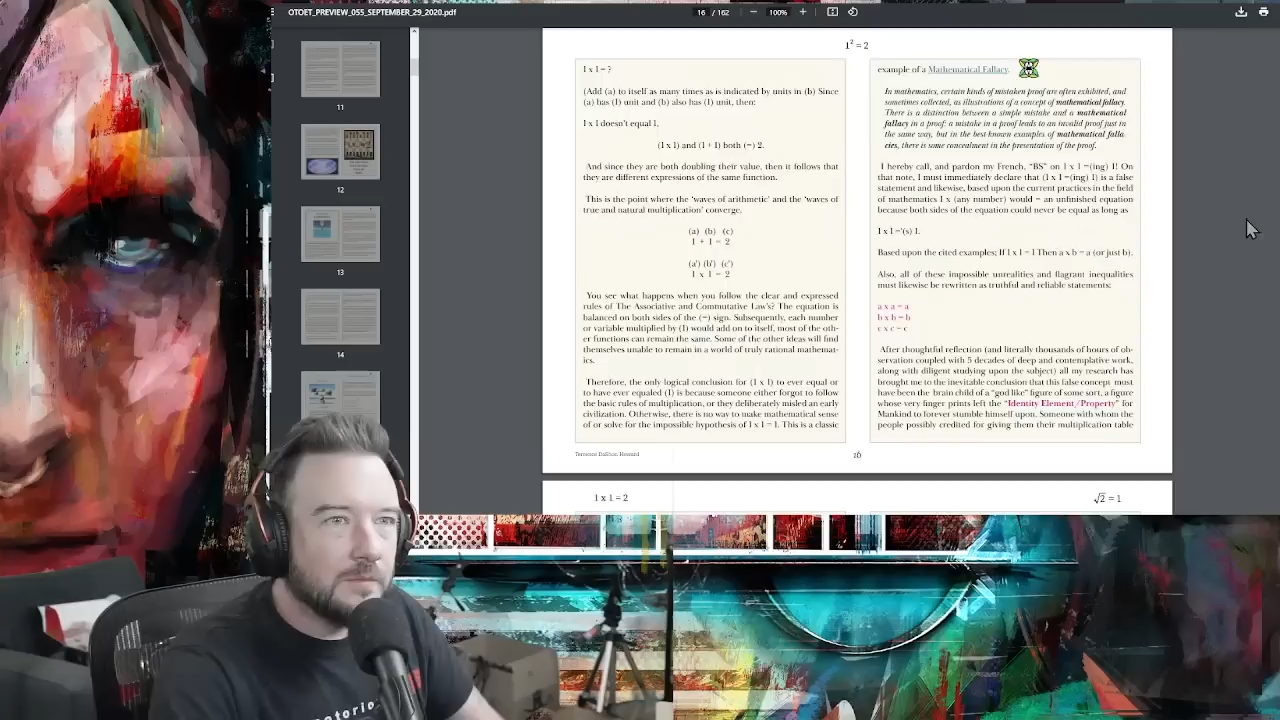 OTOET_PREVIEW_055_SEPTEMBER_29_2020.pdf
16 / 162
100%
11
12
13
14
1² = 2
1 x 1 = ?
(Add (a) to itself as many times as is indicated by units in (b) Since
(a) has (1) unit and (b) also has (1) unit, then:
1 x 1 doesn't equal 1,
(1 x 1) and (1 + 1) both (=) 2.
And since they are both doubling their value, then it follows that
they are different expressions of the same function.
This is the point where the 'waves of arithmetic' and the 'waves of
true and natural multiplication' converge.
(a) (b) (c)
1 + 1 = 2
(a') (b') (c')
1 x 1 = 2
You see what happens when you follow the clear and expressed
rules of The Associative and Commutative Law's? The equation is
balanced on both sides of the (=) sign. Subsequently, each number
or variable multiplied by (1) would add on to itself, most of the oth-
er functions can remain the same. Some of the other ideas will find
themselves unable to remain in a world of truly rational mathemat-
ics.
Therefore, the only logical conclusion for (1 x 1) to ever equal or
to have ever equaled (1) is because someone either forgot to follow
the basic rules of multiplication, or they deliberately misled an early
civilization. Otherwise, there is no way to make mathematical sense
of or solve for the impossible hypothesis of 1 x 1 = 1. This is a classic
example of a Mathematical Fallacy.
In mathematics, certain kinds of mistaken proof are often exhibited, and
sometimes collected, as illustrations of a concept of mathematical fallacy.
There is a distinction between a simple mistake and a mathematical
fallacy in a proof: a mistake in a proof leads to an invalid proof just in
the same way, but in the best-known examples of mathematical falla
cies, there is some concealment in the presentation of the proof.
I hereby call, and pardon my French, "BS" on 1 x 1 =(ing) 1! On
that note, I must immediately declare that (1 x 1 =(ing) 1) is a false
statement and likewise, based upon the current practices in the field
of mathematics 1 x (any number) would = an unfinished equation
because both sides of the equation could never be equal as long as
1 x 1 ='(s) 1.
Based upon the cited examples; If 1 x 1 = 1 Then a x b = a (or just b).
Also, all of these impossible unrealities and flagrant inequalities
must likewise be rewritten as truthful and reliable statements:
a x a = a
b x b = b
c x c = c
After thoughtful reflection (and literally thousands of hours of ob-
servation coupled with 5 decades of deep and contemplative work,
along with diligent studying upon the subject) all my research has
brought me to the inevitable conclusion that this false concept must
have been the brain child of a "god like" figure of some sort, a figure
whose very finger prints left the "Identity Element/Property" for
Mankind to forever stumble himself upon. Someone with whom the
people possibly credited for giving them their multiplication table
Terrence Dashon Howard
16
1 x 1 = 2
√2 = 1